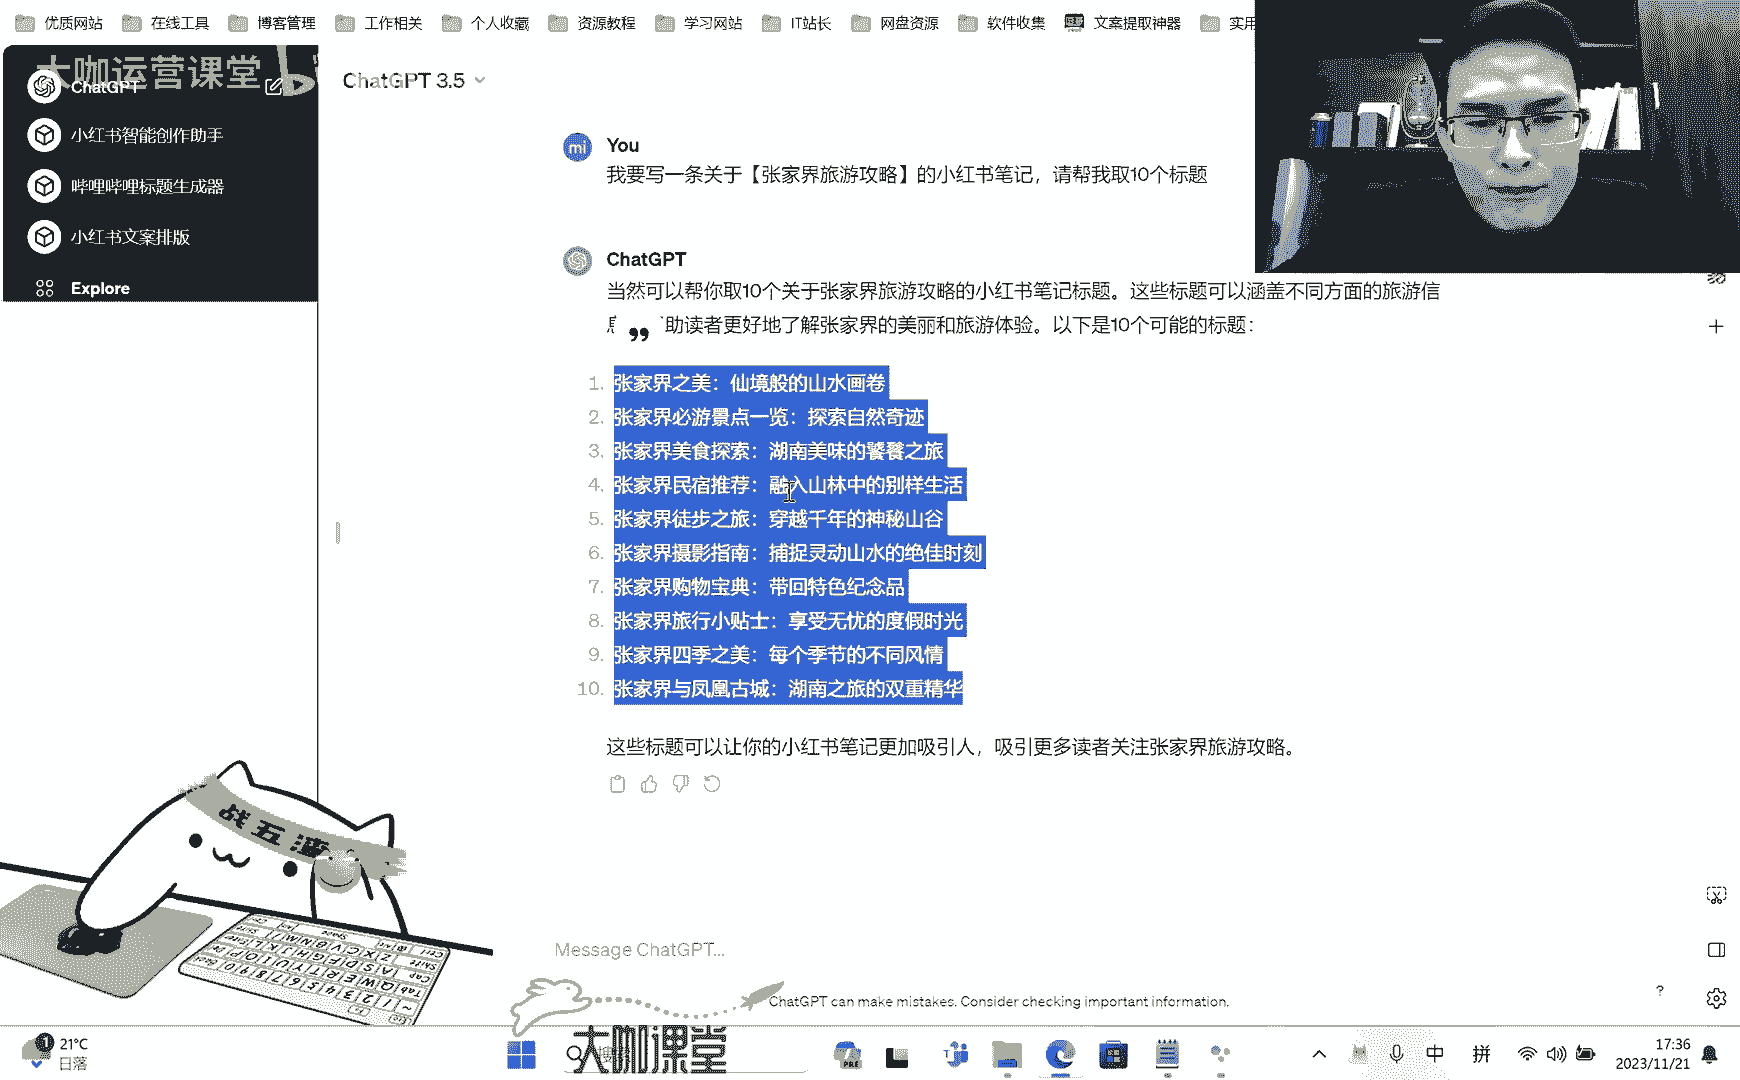 优质网站 在线工具 博客管理 工作相关 个人收藏 资源教程 学习网站 IT站长 网盘资源 软件收集 文案提取神器 实用
大咖运营课堂
ChatGPT
小红书智能创作助手
哔哩哔哩标题生成器
小红书文案排版
Explore
ChatGPT 3.5
You
我要写一条关于【张家界旅游攻略】的小红书笔记，请帮我取10个标题
ChatGPT
当然可以帮你取10个关于张家界旅游攻略的小红书笔记标题。这些标题可以涵盖不同方面的旅游信
助读者更好地了解张家界的美丽和旅游体验。以下是10个可能的标题：
1. 张家界之美：仙境般的山水画卷
2. 张家界必游景点一览：探索自然奇迹
3. 张家界美食探索：湖南美味的饕餮之旅
4. 张家界民宿推荐：融入山林中的别样生活
5. 张家界徒步之旅：穿越千年的神秘山谷
6. 张家界摄影指南：捕捉灵动山水的绝佳时刻
7. 张家界购物宝典：带回特色纪念品
8. 张家界旅行小贴士：享受无忧的度假时光
9. 张家界四季之美：每个季节的不同风情
10. 张家界与凤凰古城：湖南之旅的双重精华
这些标题可以让你的小红书笔记更加吸引人，吸引更多读者关注张家界旅游攻略。
战五渣
Message ChatGPT...
ChatGPT can make mistakes. Consider checking important information.
?
1 21°C
日落
大咖课堂
PRE
中 拼
17:36
2023/11/21